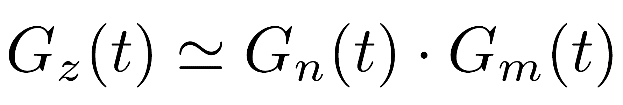 G_z(t) ≃ G_n(t) · G_m(t)